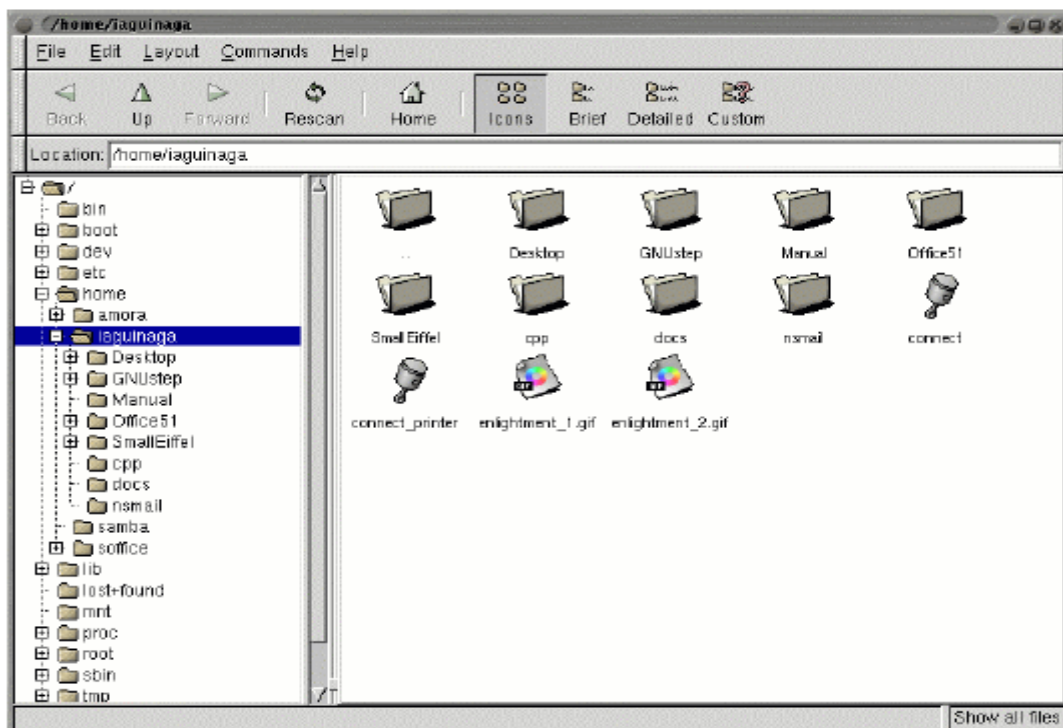 /home/iaguinaga
File Edit Layout Commands Help
Back Up Forward Rescan Home Icons Brief Detailed Custom
Location: /home/iaguinaga
/
bin
boot
dev
etc
home
amora
iaguinaga
Desktop
GNUstep
Manual
Office51
SmallEiffel
cpp
docs
nsmail
samba
soffice
lib
lost+found
mnt
proc
root
sbin
tmp
.. Desktop GNUstep Manual Office51
SmallEiffel cpp docs nsmail connect
connect_printer enlightment_1.gif enlightment_2.gif
Show all files